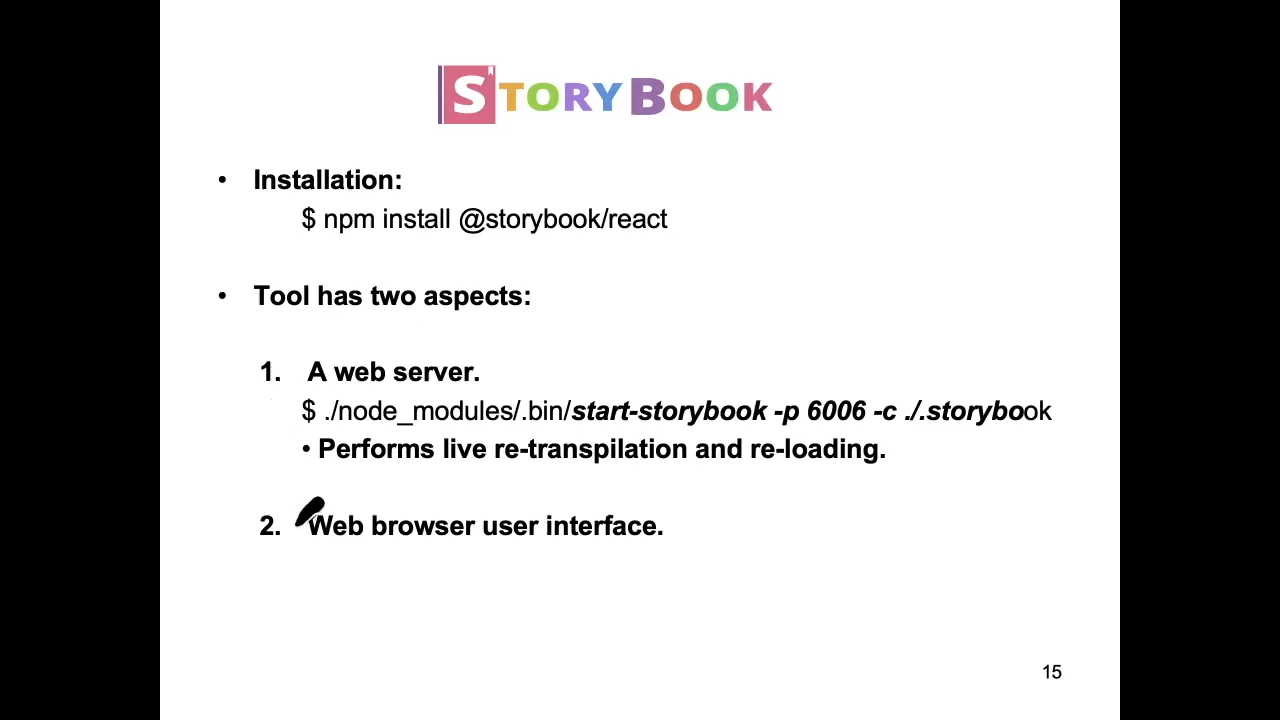 STORYBOOK
• Installation:
$ npm install @storybook/react
• Tool has two aspects:
1. A web server.
$ ./node_modules/.bin/start-storybook -p 6006 -c ./.storybook
• Performs live re-transpilation and re-loading.
2. Web browser user interface.
15